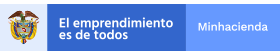 El emprendimiento
es de todos
Minhacienda